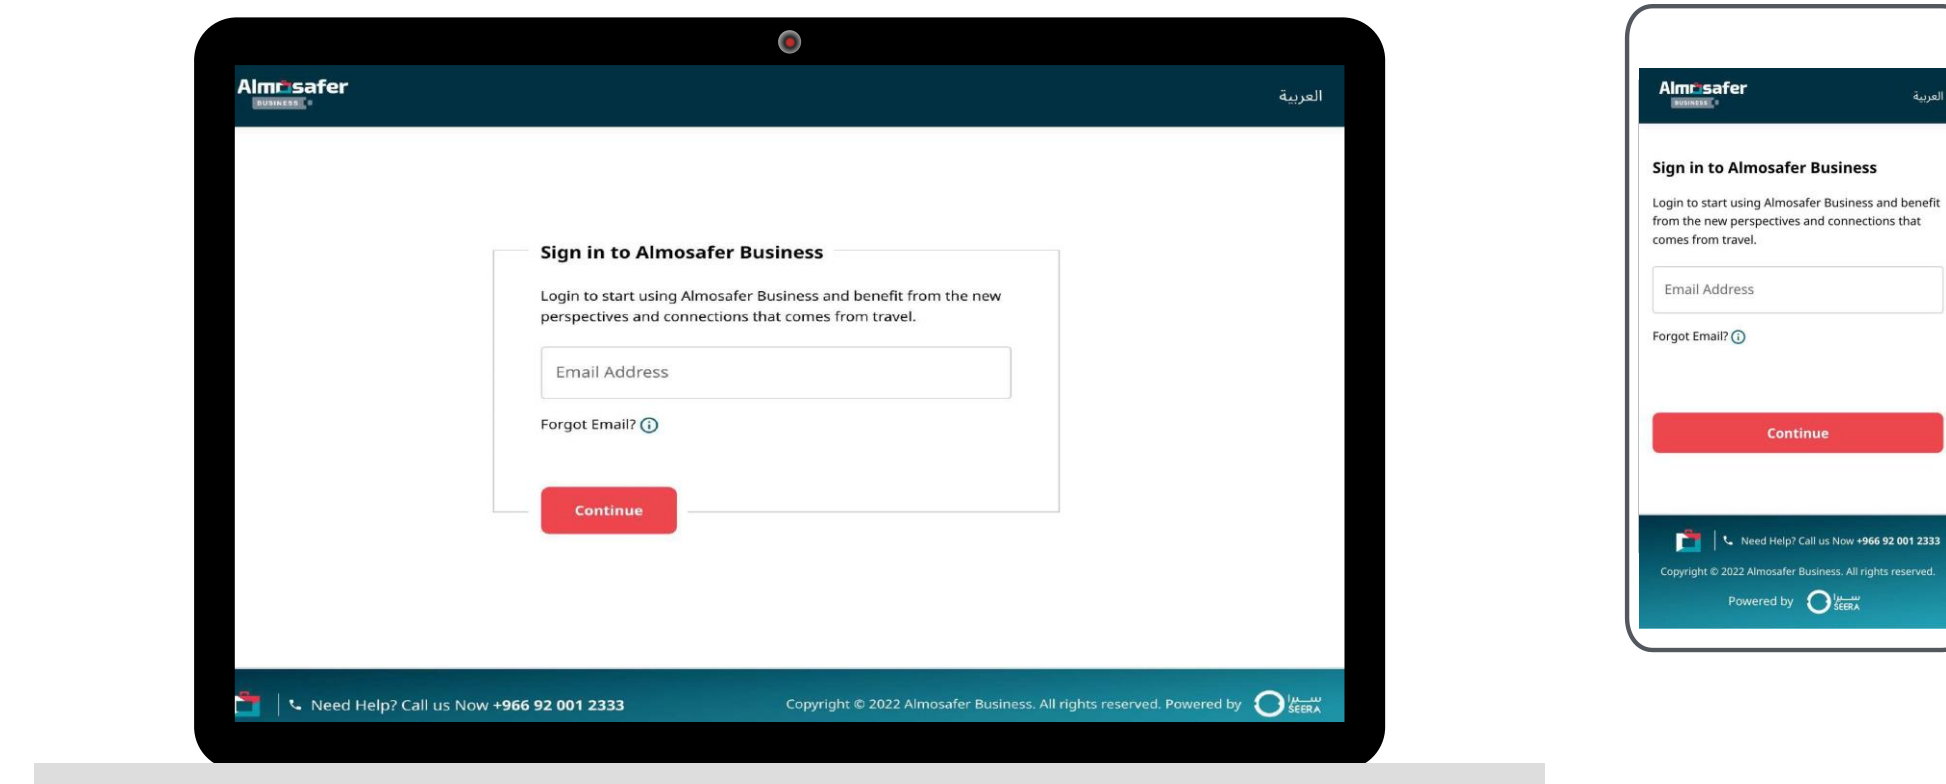 Almosafer
BUSINESS
العربية
Sign in to Almosafer Business
Login to start using Almosafer Business and benefit from the new
perspectives and connections that comes from travel.
Email Address
Forgot Email?
Continue
Need Help? Call us Now +966 92 001 2333
Copyright © 2022 Almosafer Business. All rights reserved. Powered by
سيرا
SEERA
Almosafer
BUSINESS
العربية
Sign in to Almosafer Business
Login to start using Almosafer Business and benefit
from the new perspectives and connections that
comes from travel.
Email Address
Forgot Email?
Continue
Need Help? Call us Now +966 92 001 2333
Copyright © 2022 Almosafer Business. All rights reserved.
Powered by
سيرا
SEERA